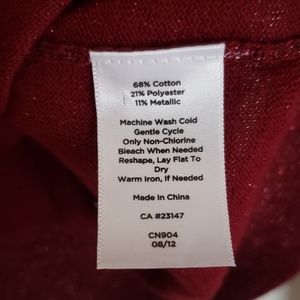 68% Cotton
21% Polyester
11% Metallic
Machine Wash Cold
Gentle Cycle
Only Non-Chlorine
Bleach When Needed
Reshape, Lay Flat To
Dry
Warm Iron, If Needed
Made in China
CA #23147
CN904
08/12